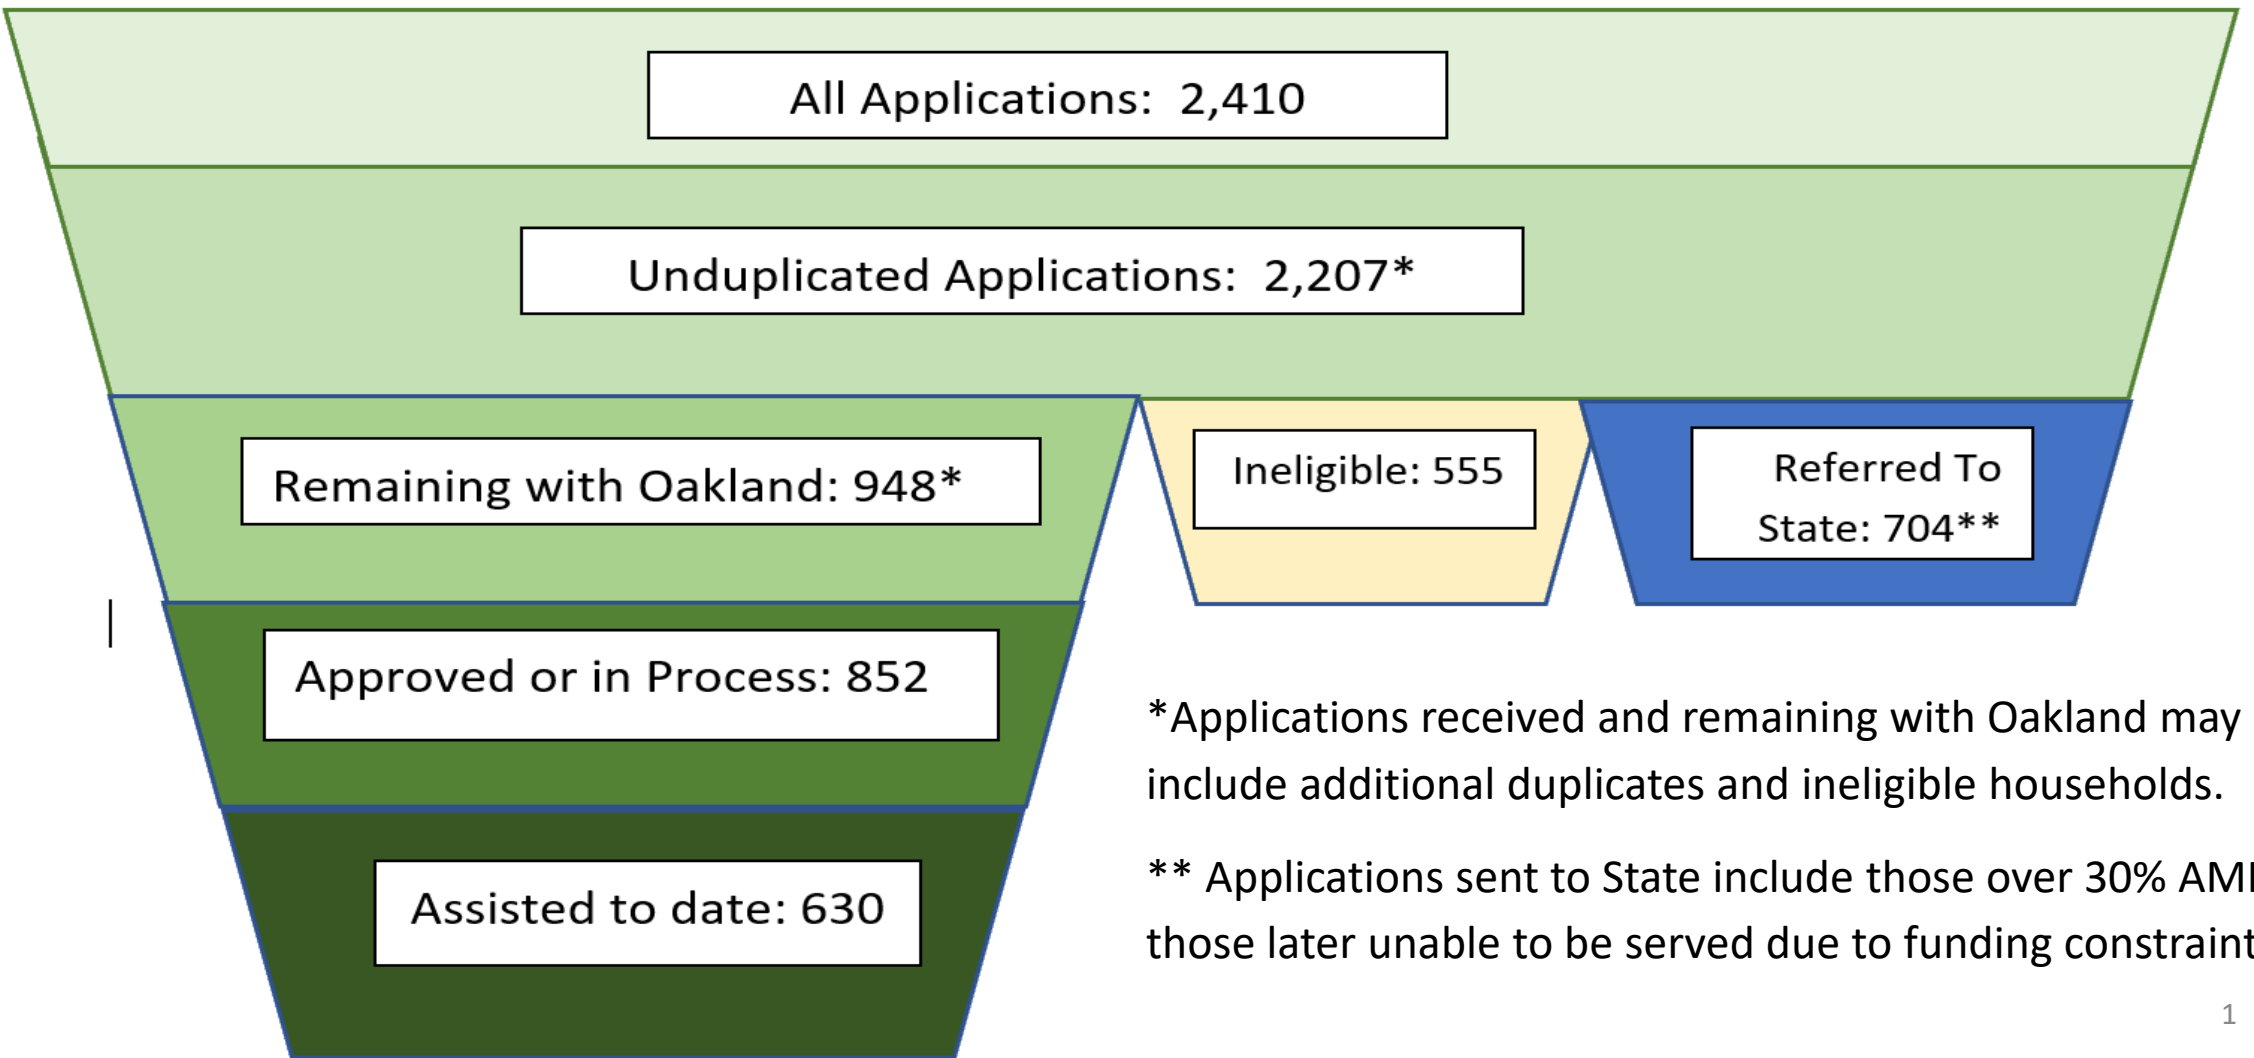 All Applications:  2,410
Unduplicated Applications:  2,207*
Remaining with Oakland: 948*
Ineligible: 555
Referred To
State: 704**
Approved or in Process: 852
Assisted to date: 630
*Applications received and remaining with Oakland may
include additional duplicates and ineligible households.
** Applications sent to State include those over 30% AMI
those later unable to be served due to funding constraint
1